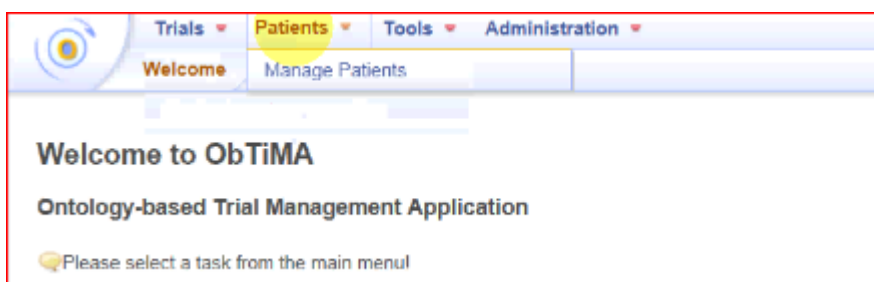 Trials Patients Tools Administration
Welcome Manage Patients
Welcome to ObTiMA
Ontology-based Trial Management Application
Please select a task from the main menu!